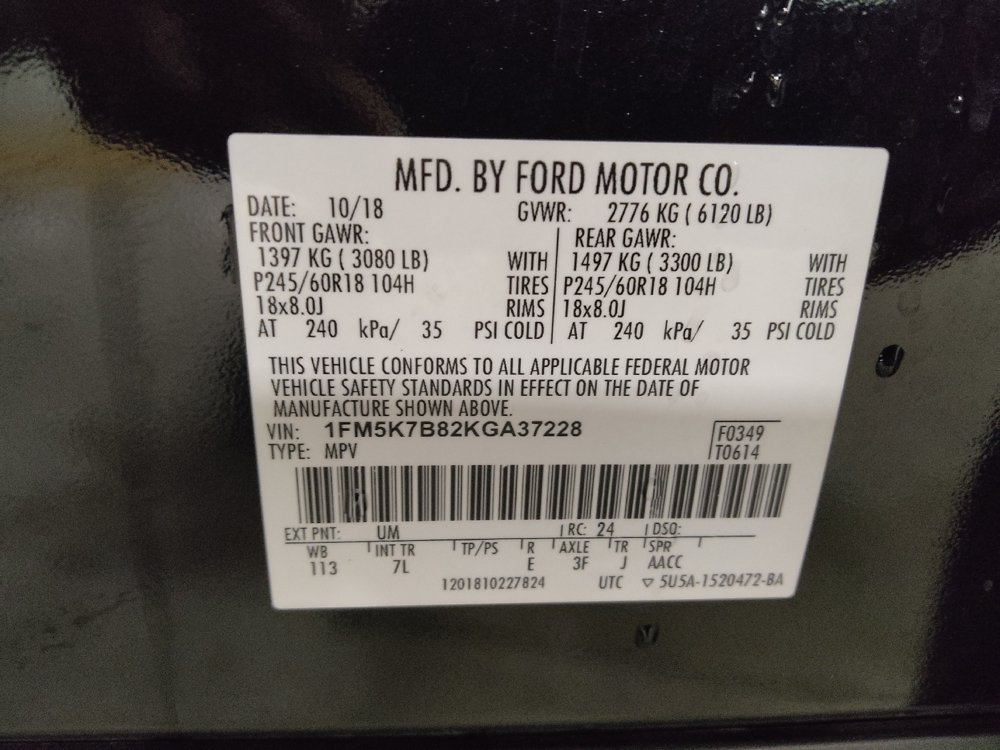 MFD. BY FORD MOTOR CO.
DATE: 10/18 GVWR: 2776 KG ( 6120 LB)
FRONT GAWR: REAR GAWR:
1397 KG ( 3080 LB) WITH 1497 KG ( 3300 LB) WITH
P245/60R18 104H TIRES P245/60R18 104H TIRES
18x8.0J RIMS 18x8.0J RIMS
AT 240 kPa/ 35 PSI COLD AT 240 kPa/ 35 PSI COLD
THIS VEHICLE CONFORMS TO ALL APPLICABLE FEDERAL MOTOR
VEHICLE SAFETY STANDARDS IN EFFECT ON THE DATE OF
MANUFACTURE SHOWN ABOVE.
VIN: 1FM5K7B82KGA37228 F0349
TYPE: MPV T0614
EXT PNT: UM RC: 24 DSO:
WB INT TR TP/PS R AXLE TR SPR
113 7L E 3F J AACC
1201810227824 UTC ▽ 5U5A-1520472-BA